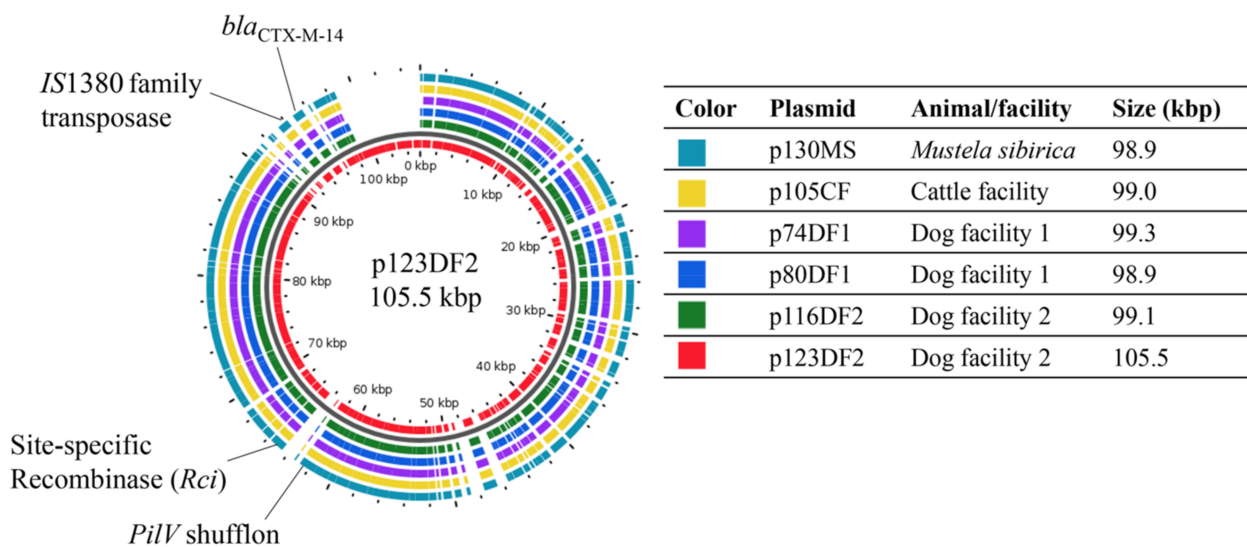 bla CTX-M-14
IS1380 family
transposase
0 kbp
10 kbp
20 kbp
30 kbp
40 kbp
50 kbp
60 kbp
70 kbp
80 kbp
90 kbp
100 kbp
p123DF2
105.5 kbp
Site-specific
Recombinase (Rci)
PilV shufflon
Color Plasmid Animal/facility Size (kbp)
p130MS Mustela sibirica 98.9
p105CF Cattle facility 99.0
p74DF1 Dog facility 1 99.3
p80DF1 Dog facility 1 98.9
p116DF2 Dog facility 2 99.1
p123DF2 Dog facility 2 105.5